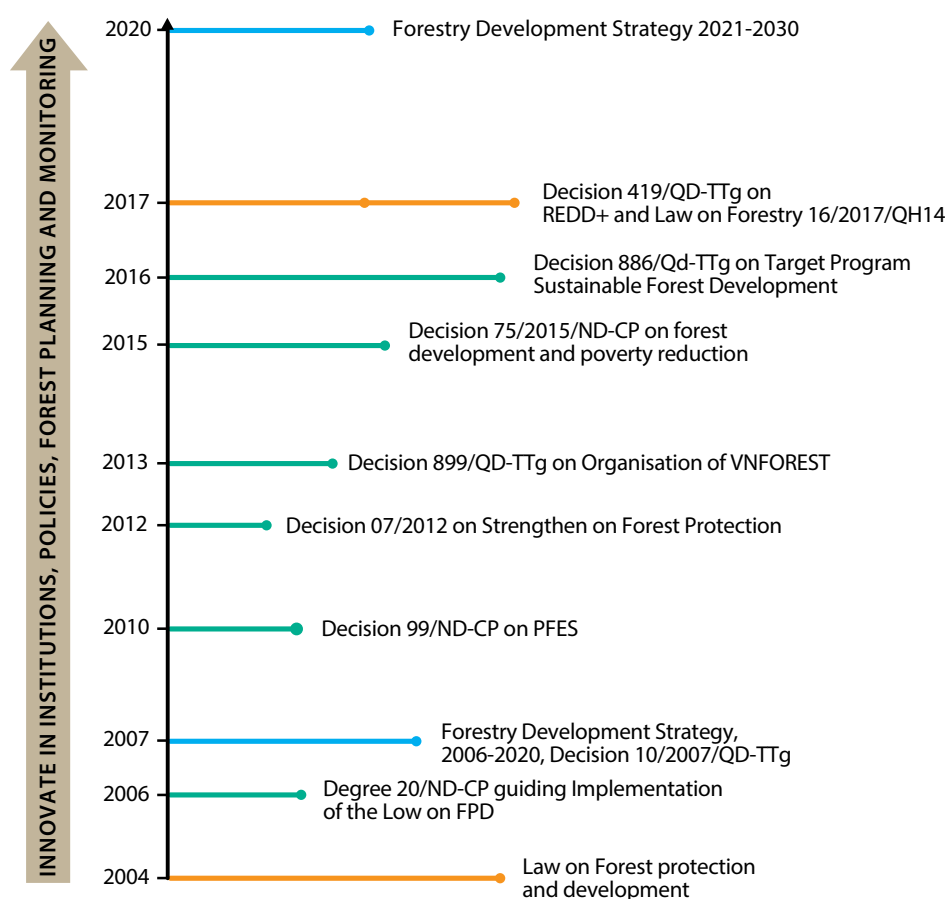 INNOVATE IN INSTITUTIONS, POLICIES, FOREST PLANNING AND MONITORING
2020
Forestry Development Strategy 2021-2030
2017
Decision 419/QD-TTg on
REDD+ and Law on Forestry 16/2017/QH14
2016
Decision 886/Qd-TTg on Target Program
Sustainable Forest Development
2015
Decision 75/2015/ND-CP on forest
development and poverty reduction
2013
Decision 899/QD-TTg on Organisation of VNFOREST
2012
Decision 07/2012 on Strengthen on Forest Protection
2010
Decision 99/ND-CP on PFES
2007
Forestry Development Strategy,
2006-2020, Decision 10/2007/QD-TTg
2006
Degree 20/ND-CP guiding Implementation
of the Low on FPD
2004
Law on Forest protection
and development